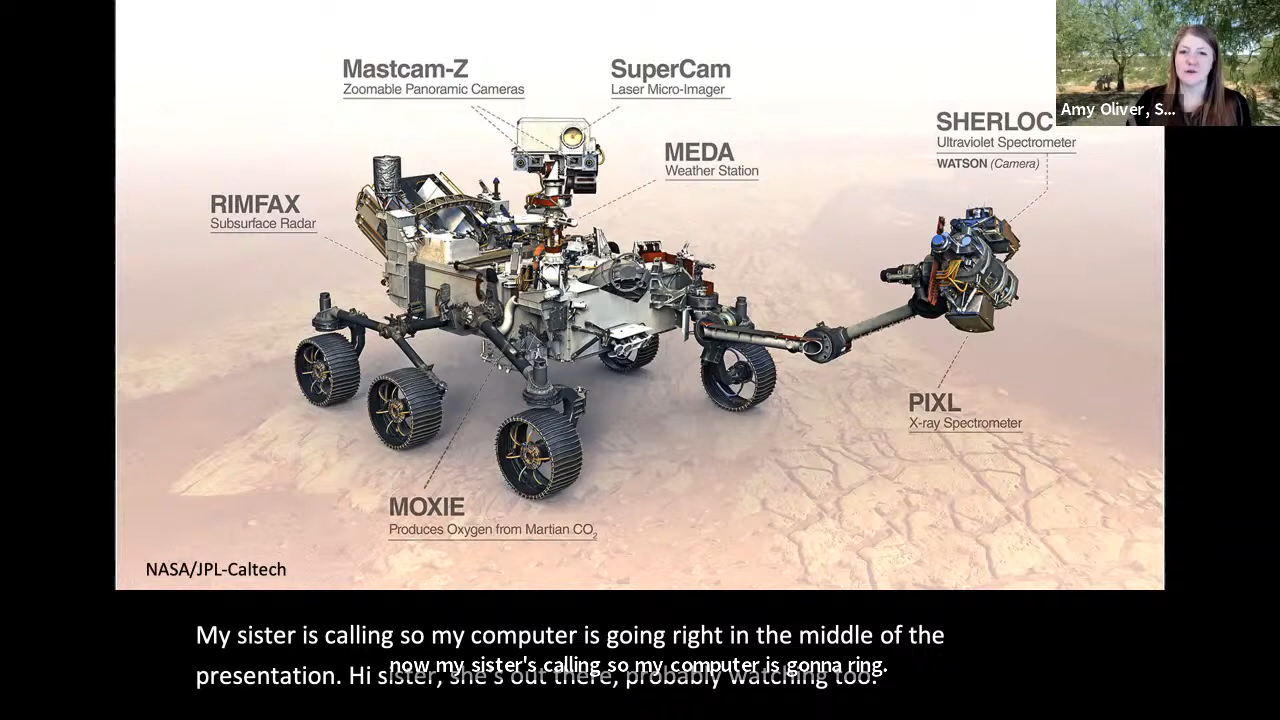 Mastcam-Z
Zoomable Panoramic Cameras
SuperCam
Laser Micro-Imager
Amy Oliver, S...
SHERLOC
Ultraviolet Spectrometer
WATSON (Camera)
MEDA
Weather Station
RIMFAX
Subsurface Radar
PIXL
X-ray Spectrometer
MOXIE
Produces Oxygen from Martian CO₂
NASA/JPL-Caltech
My sister is calling so my computer is going right in the middle of the
now my sister's calling so my computer is gonna ring.
presentation. Hi sister, she's out there, probably watching too.